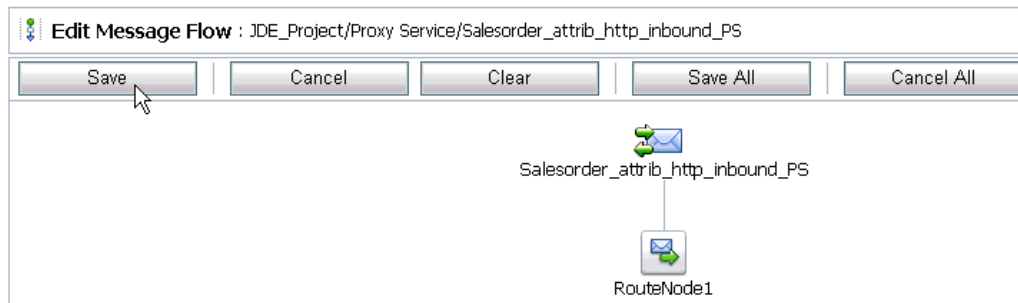 Edit Message Flow : JDE_Project/Proxy Service/Salesorder_attrib_http_inbound_PS
Save Cancel Clear Save All Cancel All
Salesorder_attrib_http_inbound_PS
RouteNode1